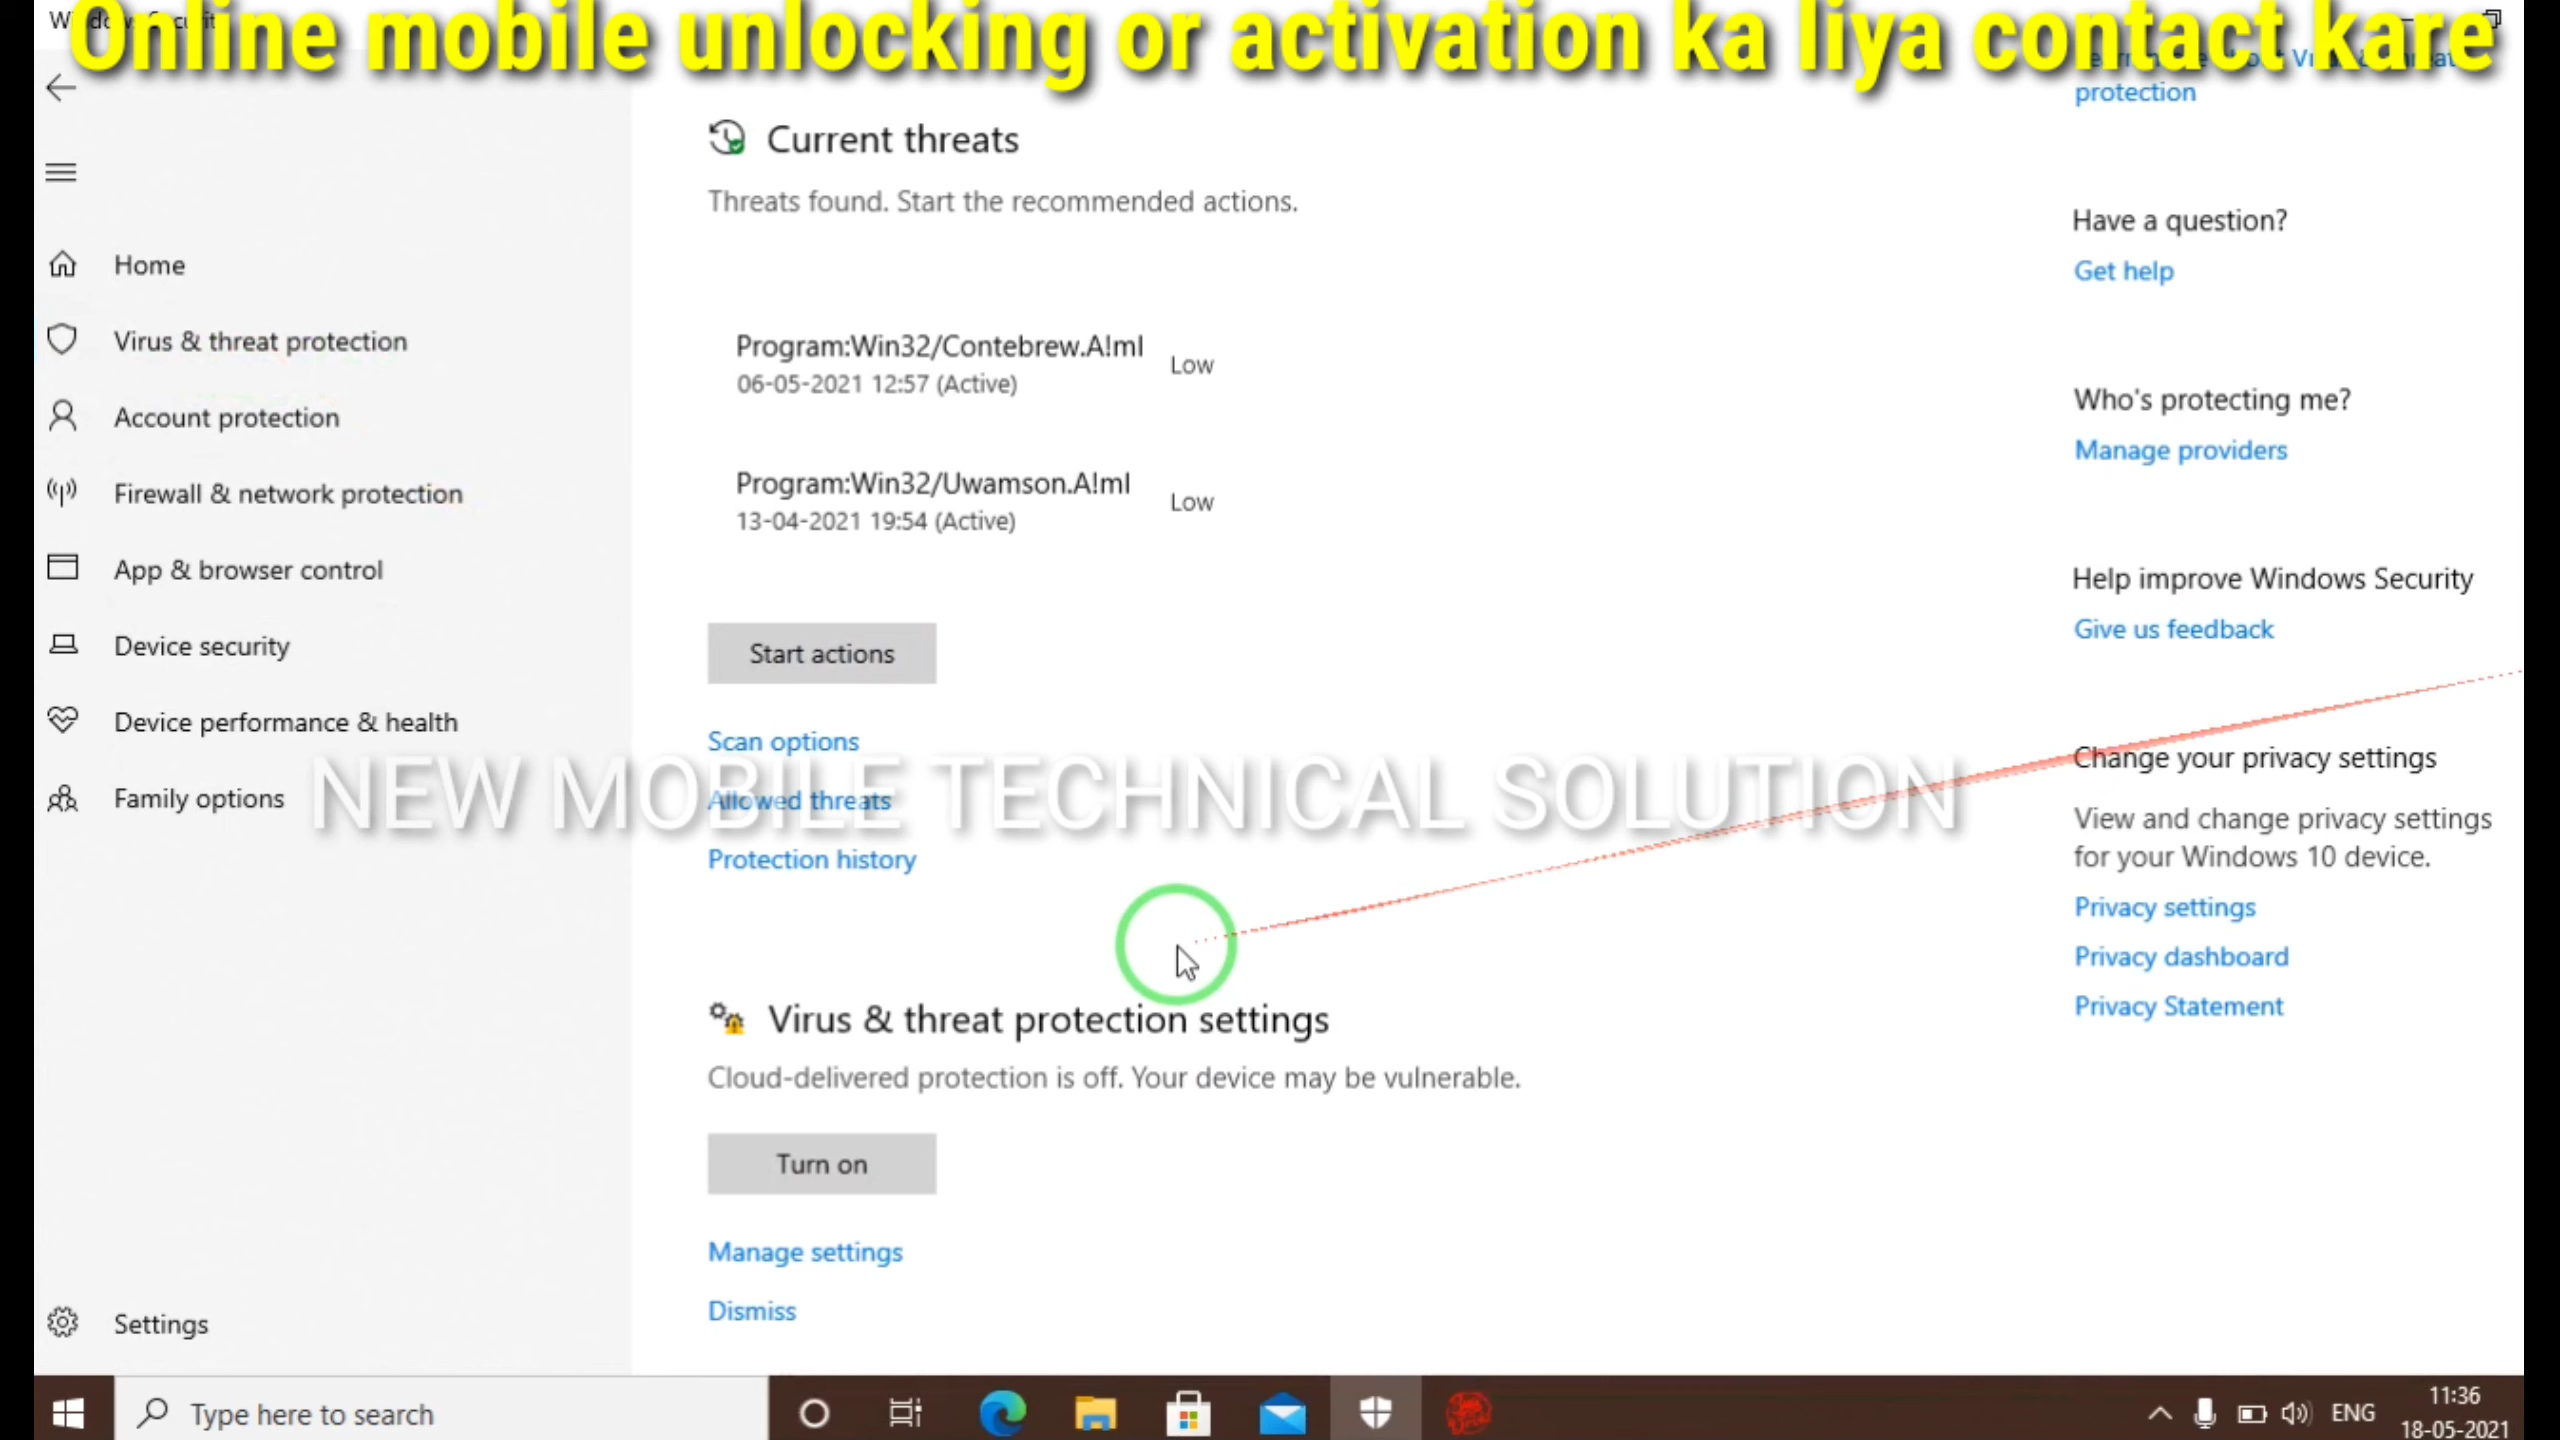 Online mobile unlocking or activation ka liya contact kare
protection
Current threats
Threats found. Start the recommended actions.
Home
Virus & threat protection
Account protection
Firewall & network protection
App & browser control
Device security
Device performance & health
Family options
Settings
Program:Win32/Contebrew.A!ml
06-05-2021 12:57 (Active)
Low
Program:Win32/Uwamson.A!ml
13-04-2021 19:54 (Active)
Low
Start actions
Scan options
Allowed threats
Protection history
NEW MOBILE TECHNICAL SOLUTION
Virus & threat protection settings
Cloud-delivered protection is off. Your device may be vulnerable.
Turn on
Manage settings
Dismiss
Have a question?
Get help
Who's protecting me?
Manage providers
Help improve Windows Security
Give us feedback
Change your privacy settings
View and change privacy settings
for your Windows 10 device.
Privacy settings
Privacy dashboard
Privacy Statement
Type here to search
ENG
11:36
18-05-2021